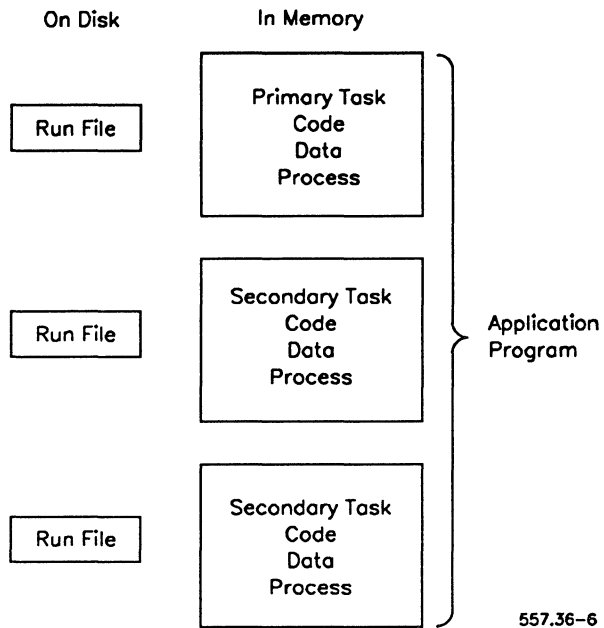 On Disk
In Memory
Run File
Primary Task
Code
Data
Process
Run File
Secondary Task
Code
Data
Process
Application
Program
Run File
Secondary Task
Code
Data
Process
557.36-6